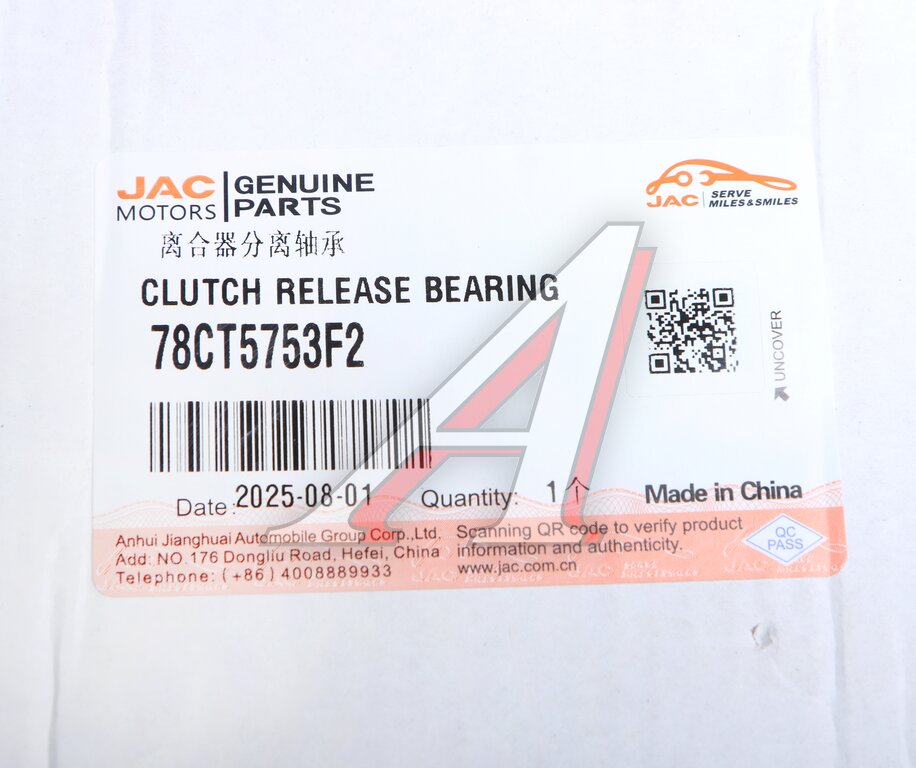 JAC MOTORS
GENUINE PARTS
JAC
SERVE
MILES&SMILES
离合器分离轴承
CLUTCH RELEASE BEARING
78CT5753F2
UNCOVER
Date:2025-08-01
Quantity: 1个
Made in China
Anhui Jianghuai Automobile Group Corp.,Ltd.
Add: NO.176 Dongliu Road, Hefei, China
Telephone: (+86) 4008889933
Scanning QR code to verify product
information and authenticity.
www.jac.com.cn
QC
PASS